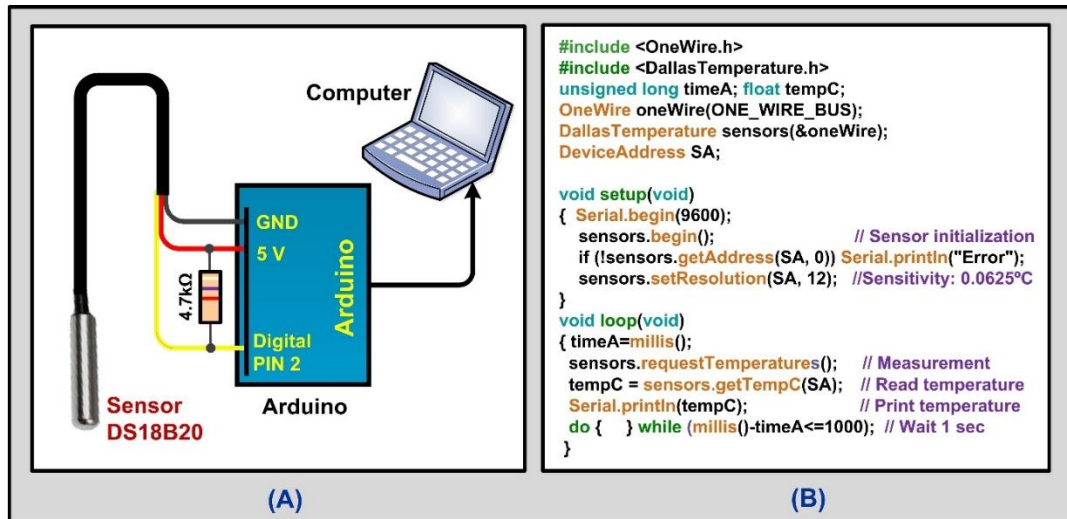 Computer
GND
5 V
4.7kΩ
Digital
PIN 2
Arduino
Arduino
Sensor
DS18B20
(A)
#include <OneWire.h>
#include <DallasTemperature.h>
unsigned long timeA; float tempC;
OneWire oneWire(ONE_WIRE_BUS);
DallasTemperature sensors(&oneWire);
DeviceAddress SA;
void setup(void)
{ Serial.begin(9600);
sensors.begin(); // Sensor initialization
if (!sensors.getAddress(SA, 0)) Serial.println("Error");
sensors.setResolution(SA, 12); //Sensitivity: 0.0625ºC
}
void loop(void)
{ timeA=millis();
sensors.requestTemperatures(); // Measurement
tempC = sensors.getTempC(SA); // Read temperature
Serial.println(tempC); // Print temperature
do { } while (millis()-timeA<=1000); // Wait 1 sec
}
(B)